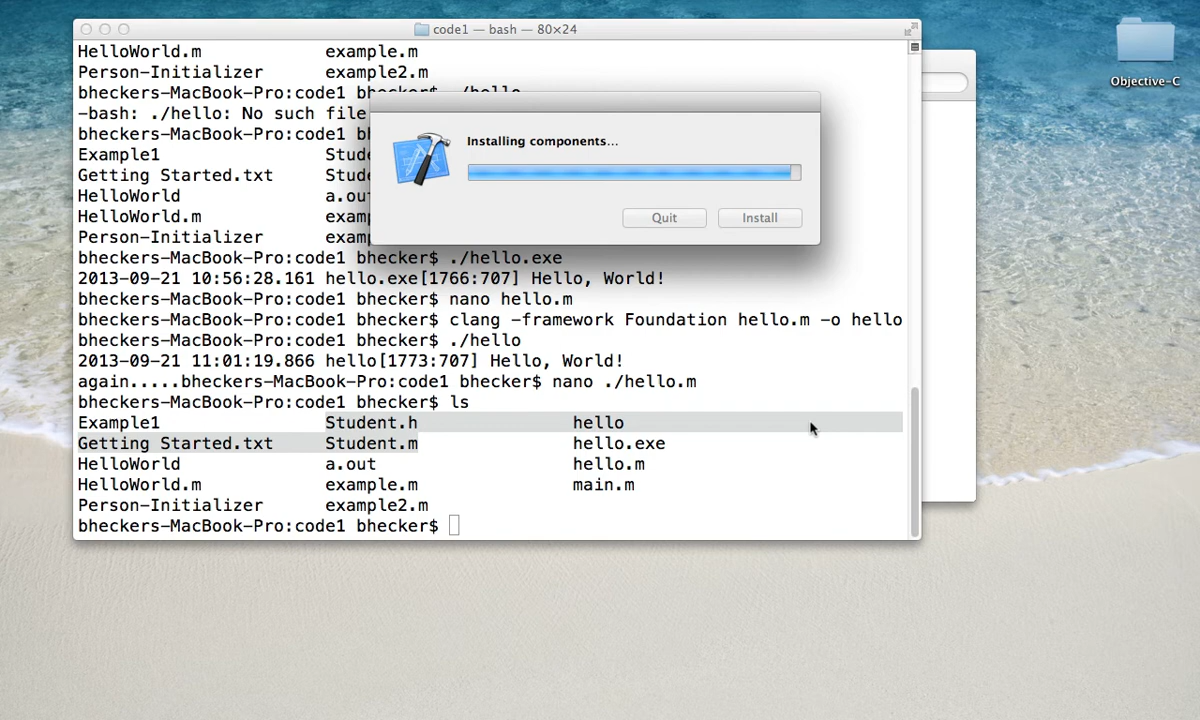 code1 — bash — 80×24
HelloWorld.m example.m
Person-Initializer example2.m
bheckers-MacBook-Pro:code1 bhecker$ ./hello
-bash: ./hello: No such file
bheckers-MacBook-Pro:code1
Example1
Getting Started.txt
HelloWorld
HelloWorld.m
Person-Initializer
Installing components...
Quit Install
bheckers-MacBook-Pro:code1 bhecker$ ./hello.exe
2013-09-21 10:56:28.161 hello.exe[1766:707] Hello, World!
bheckers-MacBook-Pro:code1 bhecker$ nano hello.m
bheckers-MacBook-Pro:code1 bhecker$ clang -framework Foundation hello.m -o hello
bheckers-MacBook-Pro:code1 bhecker$ ./hello
2013-09-21 11:01:19.866 hello[1773:707] Hello, World!
again.....bheckers-MacBook-Pro:code1 bhecker$ nano ./hello.m
bheckers-MacBook-Pro:code1 bhecker$ ls
Example1 Student.h hello
Getting Started.txt Student.m hello.exe
HelloWorld a.out hello.m
HelloWorld.m example.m main.m
Person-Initializer example2.m
bheckers-MacBook-Pro:code1 bhecker$
Objective-C